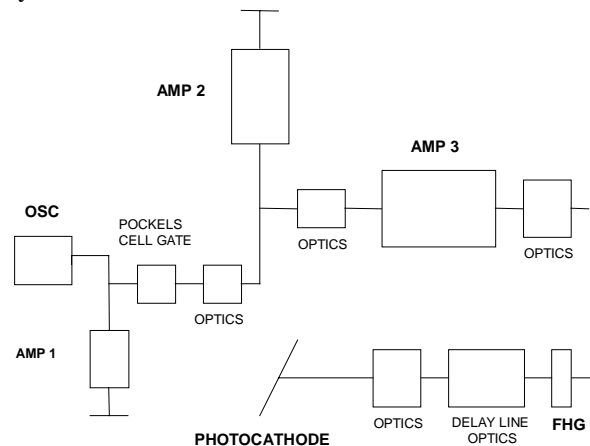 AMP 2
AMP 3
OSC
POCKELS
CELL GATE
OPTICS
OPTICS
OPTICS
AMP 1
PHOTOCATHODE
OPTICS
DELAY LINE
OPTICS
FHG